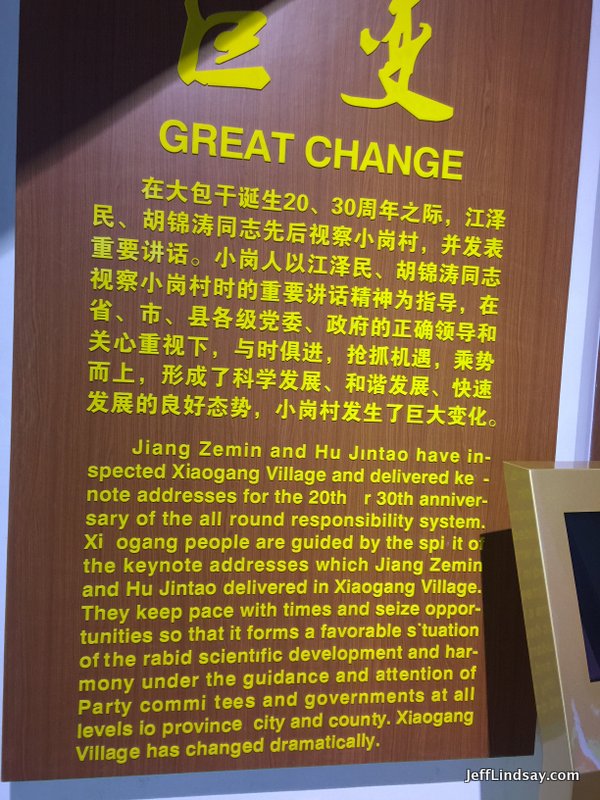 巨变
GREAT CHANGE
在大包干诞生20、30周年之际，江泽
民、胡锦涛同志先后视察小岗村，并发表
重要讲话。小岗人以江泽民、胡锦涛同志
视察小岗村时的重要讲话精神为指导，在
省、市、县各级党委、政府的正确领导和
关心重视下，与时俱进，抢抓机遇，乘势
而上，形成了科学发展、和谐发展、快速
发展的良好态势，小岗村发生了巨大变化。
Jiang Zemin and Hu Jıntao have in-
spected Xiaogang Village and delivered ke -
note addresses for the 20th r 30th anniver-
sary of the all round responsibility system.
Xi ogang people are guided by the spi it of
the keynote addresses which Jiang Zemin
and Hu Jintao delivered in Xiaogang Village.
They keep pace with times and seize oppor-
tunities so that it forms a favorable s tuation
of the rabid scientıfic development and har-
mony under the guidance and attention of
Party commi tees and governments at all
levels io province city and county. Xiaogang
Village has changed dramatically.
JeffLindsay.com